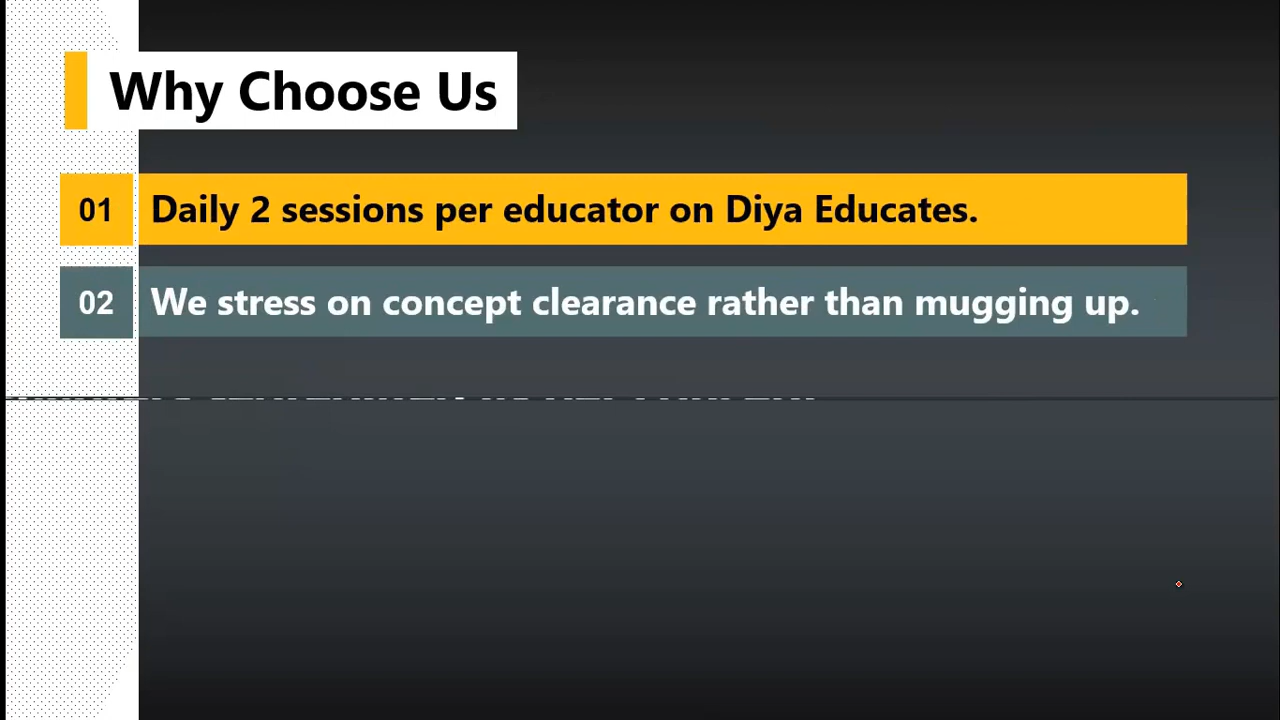 Why Choose Us
01 Daily 2 sessions per educator on Diya Educates.
02 We stress on concept clearance rather than mugging up.